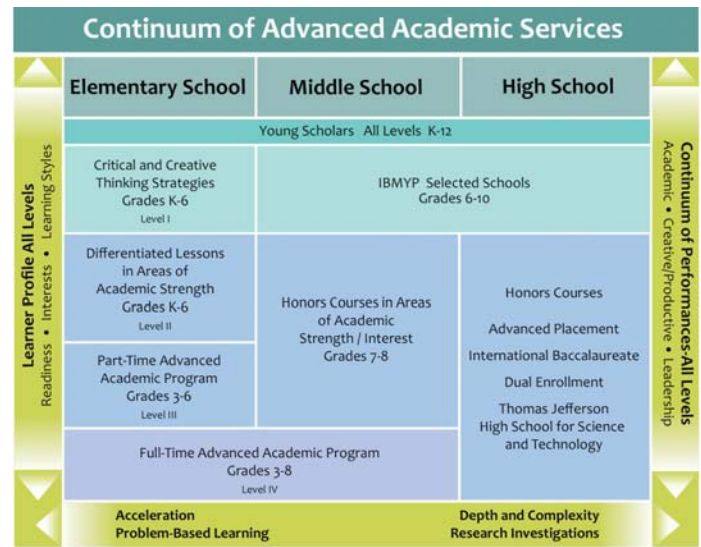 Continuum of Advanced Academic Services
Elementary School
Middle School
High School
Young Scholars All Levels K-12
Critical and Creative
Thinking Strategies
Grades K-6
Level I
IBMYP Selected Schools
Grades 6-10
Differentiated Lessons
in Areas of
Academic Strength
Grades K-6
Level II
Honors Courses in Areas
of Academic
Strength / Interest
Grades 7-8
Honors Courses
Advanced Placement
International Baccalaureate
Dual Enrollment
Thomas Jefferson
High School for Science
and Technology
Part-Time Advanced
Academic Program
Grades 3-6
Level III
Full-Time Advanced Academic Program
Grades 3-8
Level IV
Learner Profile All Levels
Readiness • Interests • Learning Styles
Continuum of Performances-All Levels
Academic • Creative/Productive • Leadership
Acceleration
Problem-Based Learning
Depth and Complexity
Research Investigations